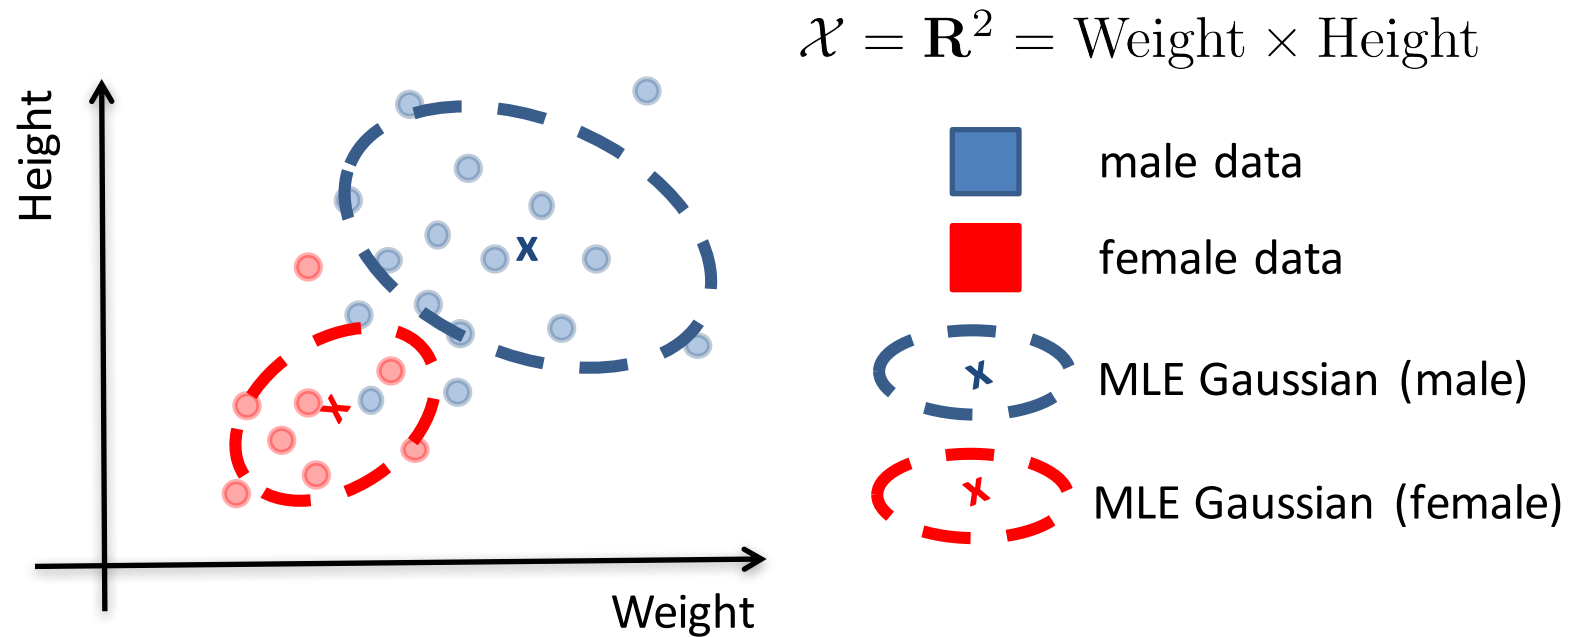 𝒳 = R² = Weight × Height
Height
x
male data
female data
x
x
MLE Gaussian (male)
x
MLE Gaussian (female)
Weight